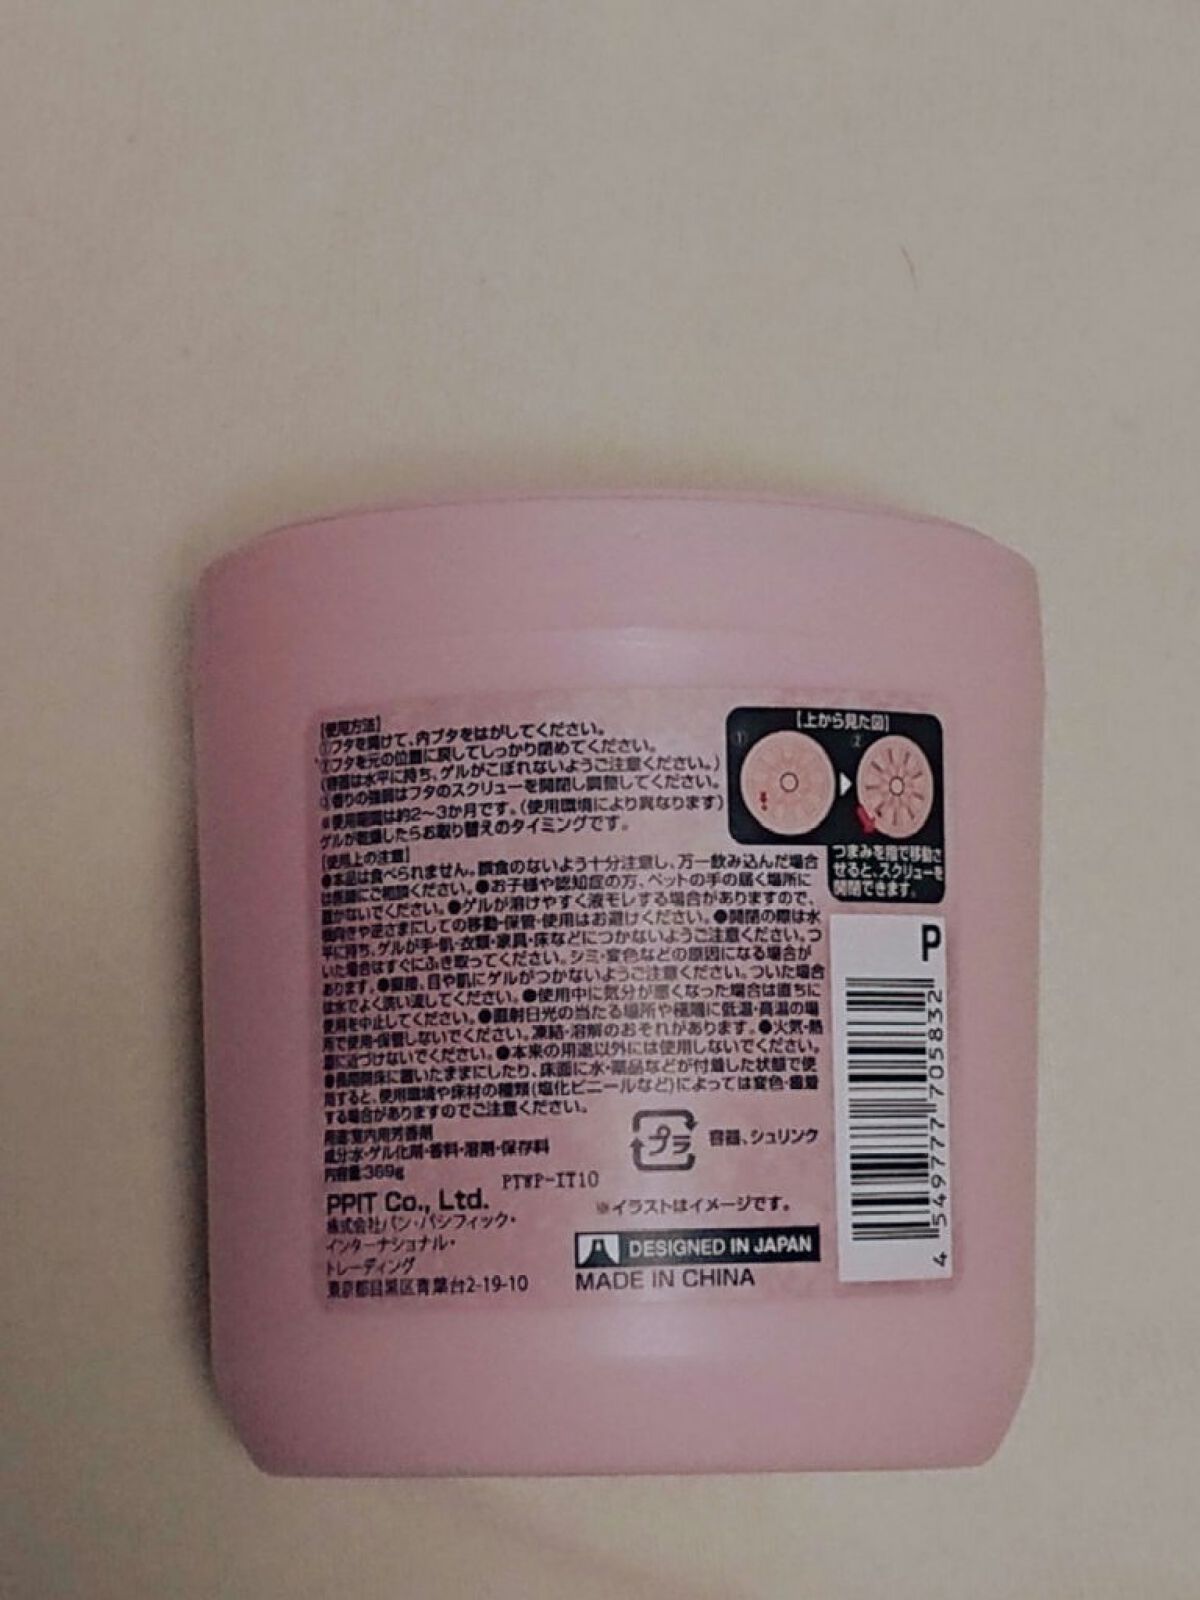 【使用方法】
①フタを開けて、内ブタをはがしてください。
②フタを元の位置に戻してしっかり閉めてください。
(容器は水平に持ち、ゲルがこぼれないようご注意ください。)
③香りの強弱はフタのスクリューを開閉し調整してください。
※使用期間は約2〜3か月です。(使用環境により異なります)
ゲルが乾燥したらお取り替えのタイミングです。
【上から見た図】
① ②
つまみを指で移動さ
せると、スクリューを
開閉できます。
【使用上の注意】
●本品は食べられません。誤食のないよう十分注意し、万一飲み込んだ場合
は医師にご相談ください。●お子様や認知症の方、ペットの手の届く場所に
置かないでください。●ゲルが溶けやすく液モレする場合がありますので、
横向きや逆さまにしての移動・保管・使用はお避けください。●開閉の際は水
平に持ち、ゲルが手・肌・衣類・家具・床などにつかないようご注意ください。つ
いた場合はすぐにふき取ってください。シミ・変色などの原因になる場合が
あります。●直接、目や肌にゲルがつかないようご注意ください。ついた場合
は水でよく洗い流してください。●使用中に気分が悪くなった場合は直ちに
使用を中止してください。●直射日光の当たる場所や極端に低温・高温の場
所で使用・保管しないでください。凍結・溶解のおそれがあります。●火気・熱
源に近づけないでください。●本来の用途以外には使用しないでください。
●長期間床に置いたままにしたり、床面に水・薬品などが付着した状態で使
用すると、使用環境や床材の種類(塩化ビニールなど)によっては変色・癒着
する場合がありますのでご注意ください。
用途:室内用芳香剤
成分:水・ゲル化剤・香料・溶剤・保存料
内容量:369g
プラ 容器、シュリンク
PTWP-IT10
※イラストはイメージです。
PPIT Co., Ltd.
株式会社パン・パシフィック・
インターナショナル・
トレーディング
東京都目黒区青葉台2-19-10
DESIGNED IN JAPAN
MADE IN CHINA
P
4 549777 705832